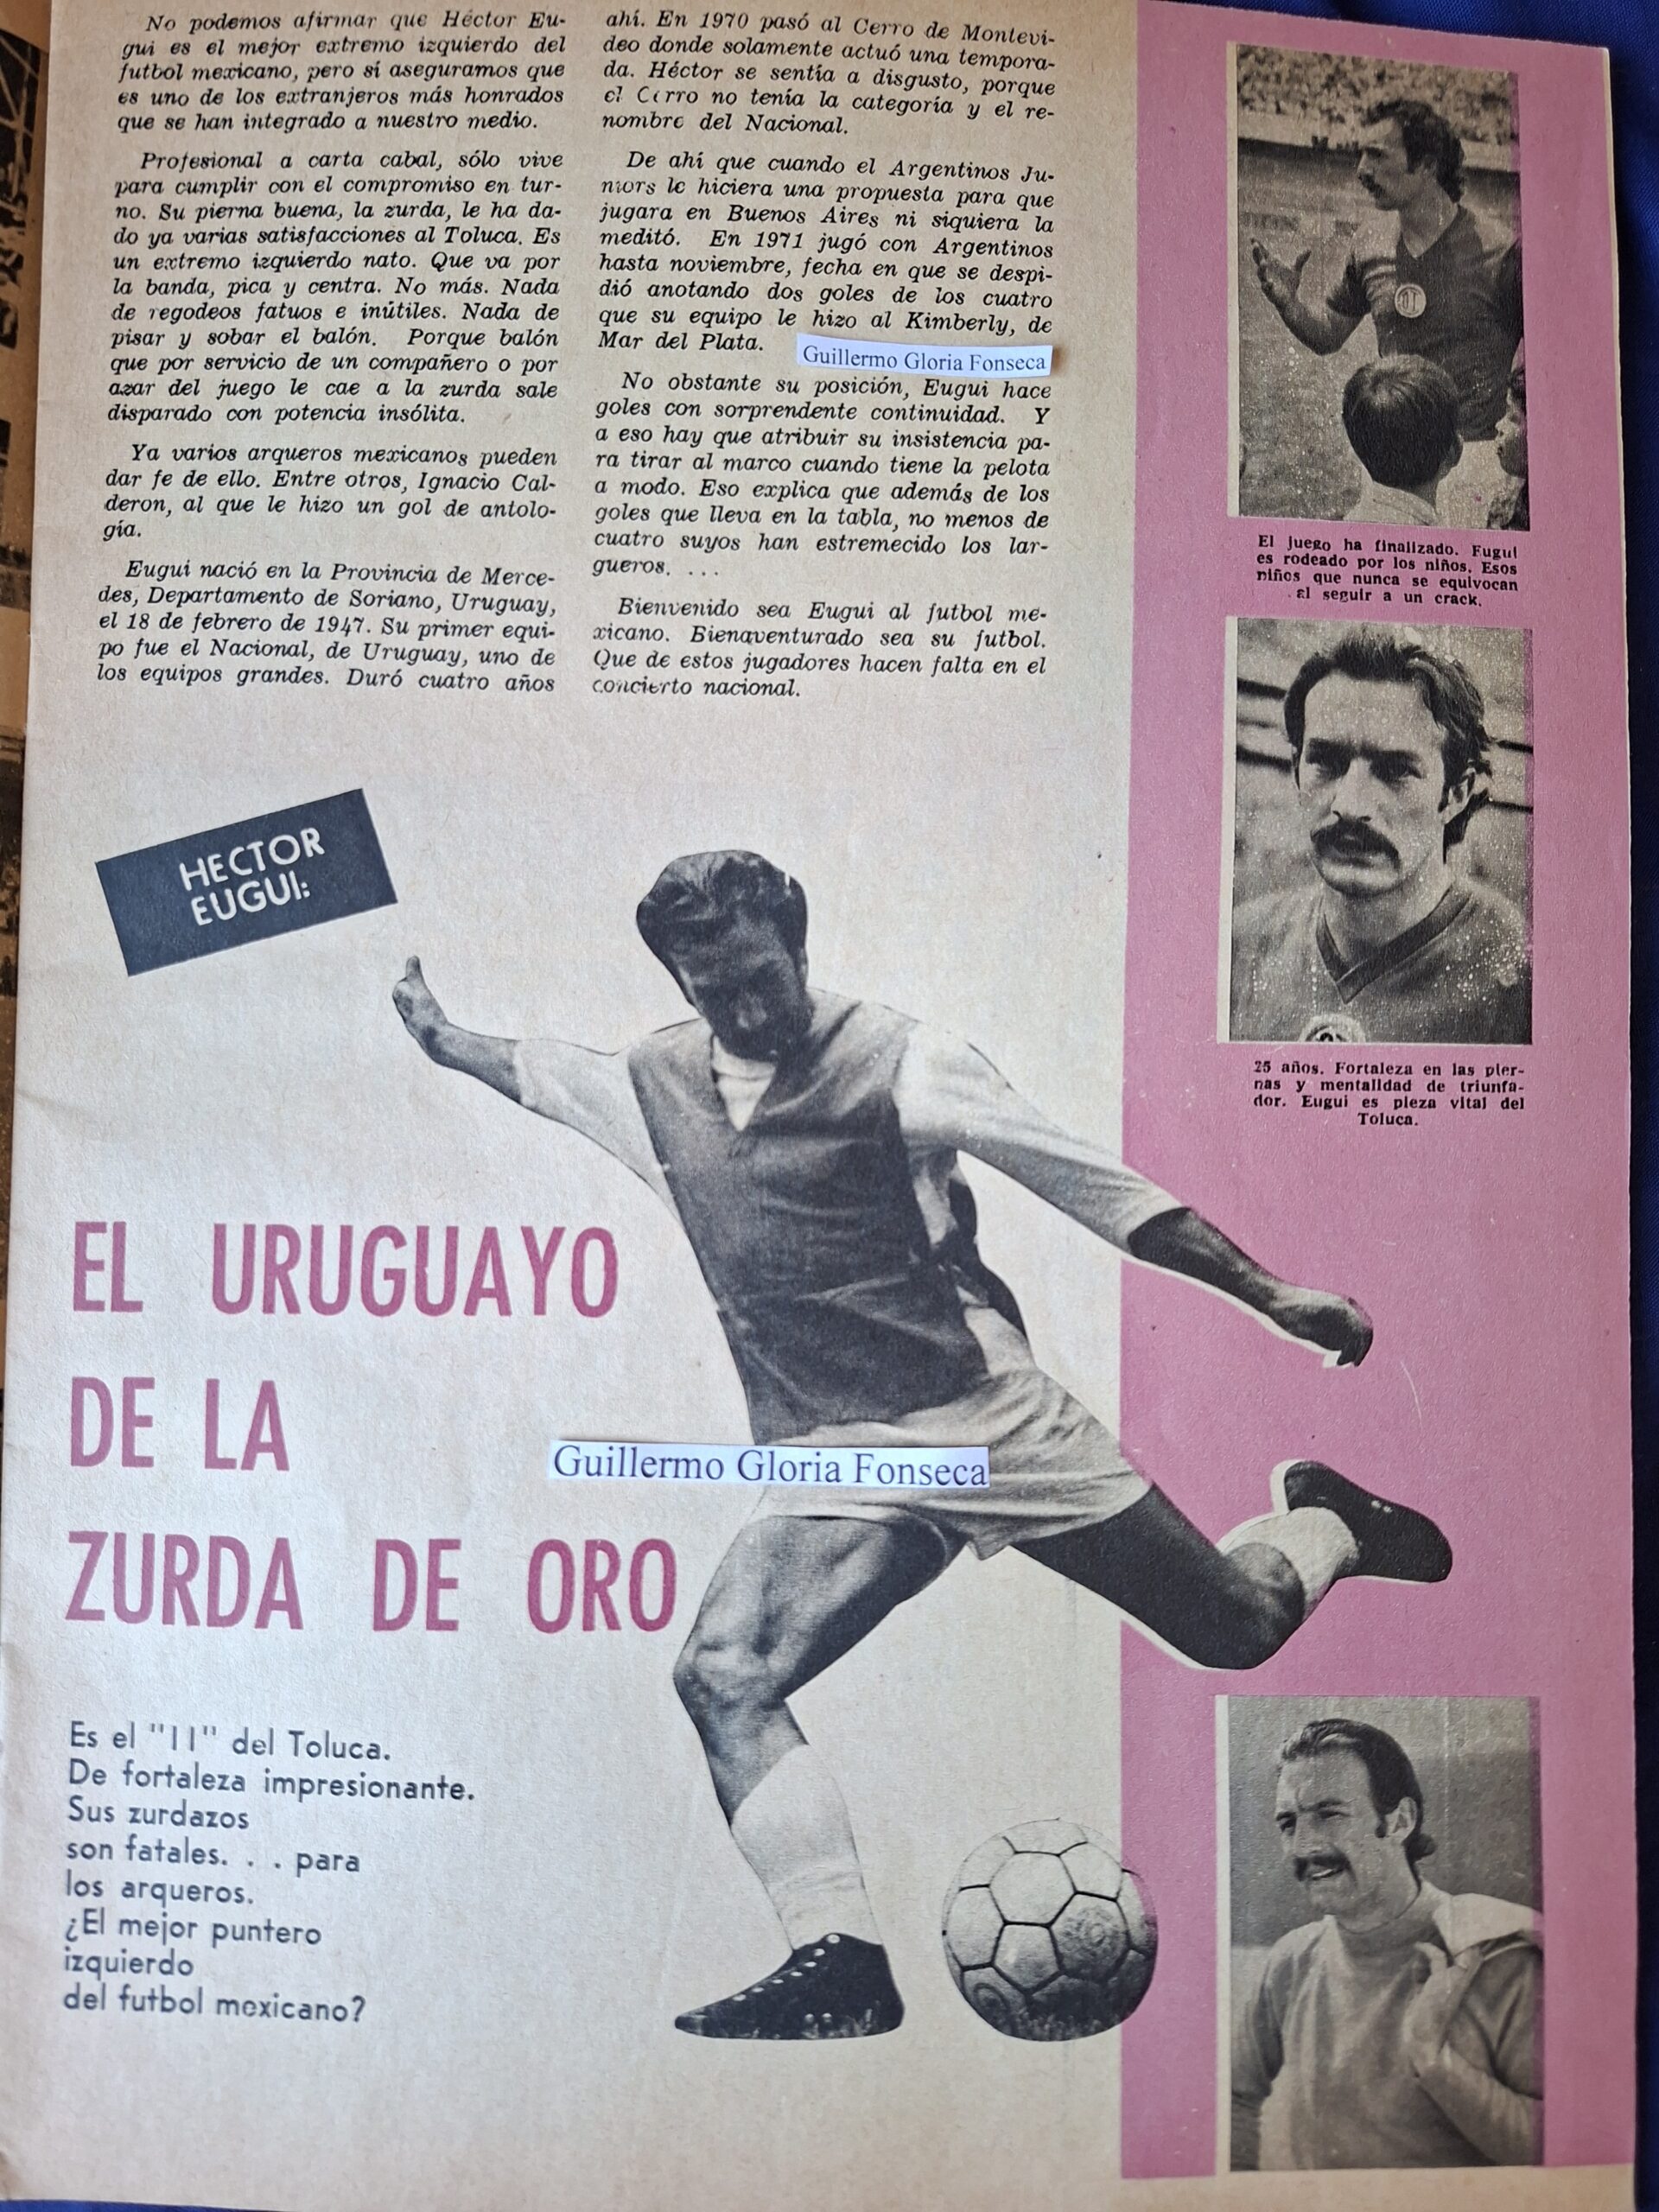 No podemos afirmar que Héctor Eu-
gui es el mejor extremo izquierdo del
futbol mexicano, pero sí aseguramos que
es uno de los extranjeros más honrados
que se han integrado a nuestro medio.
Profesional a carta cabal, sólo vive
para cumplir con el compromiso en tur-
no. Su pierna buena, la zurda, le ha da-
do ya varias satisfacciones al Toluca. Es
un extremo izquierdo nato. Que va por
la banda, pica y centra. No más. Nada
de regodeos fatuos e inútiles. Nada de
pisar y sobar el balón. Porque balón
que por servicio de un compañero o por
azar del juego le cae a la zurda sale
disparado con potencia insólita.
Ya varios arqueros mexicanos pueden
dar fe de ello. Entre otros, Ignacio Cal-
deron, al que le hizo un gol de antolo-
gía.
Eugui nació en la Provincia de Merce-
des, Departamento de Soriano, Uruguay,
el 18 de febrero de 1947. Su primer equi-
po fue el Nacional, de Uruguay, uno de
los equipos grandes. Duró cuatro años
ahí. En 1970 pasó al Cerro de Montevi-
deo donde solamente actuó una tempora-
da. Héctor se sentía a disgusto, porque
el Cerro no tenía la categoría y el re-
nombre del Nacional.
De ahí que cuando el Argentinos Ju-
niors le hiciera una propuesta para que
jugara en Buenos Aires ni siquiera la
meditó. En 1971 jugó con Argentinos
hasta noviembre, fecha en que se despi-
dió anotando dos goles de los cuatro
que su equipo le hizo al Kimberly, de
Mar del Plata.
Guillermo Gloria Fonseca
No obstante su posición, Eugui hace
goles con sorprendente continuidad. Y
a eso hay que atribuir su insistencia pa-
ra tirar al marco cuando tiene la pelota
a modo. Eso explica que además de los
goles que lleva en la tabla, no menos de
cuatro suyos han estremecido los lar-
gueros. ...
Bienvenido sea Eugui al futbol me-
xicano. Bienaventurado sea su futbol.
Que de estos jugadores hacen falta en el
concierto nacional.
El juego ha finalizado. Eugui
es rodeado por los niños. Esos
niños que nunca se equivocan
al seguir a un crack.
25 años. Fortaleza en las pier-
nas y mentalidad de triunfa-
dor. Eugui es pieza vital del
Toluca.
HECTOR
EUGUI:
EL URUGUAYO
DE LA
ZURDA DE ORO
Guillermo Gloria Fonseca
Es el "11" del Toluca.
De fortaleza impresionante.
Sus zurdazos
son fatales. . . para
los arqueros.
¿El mejor puntero
izquierdo
del futbol mexicano?